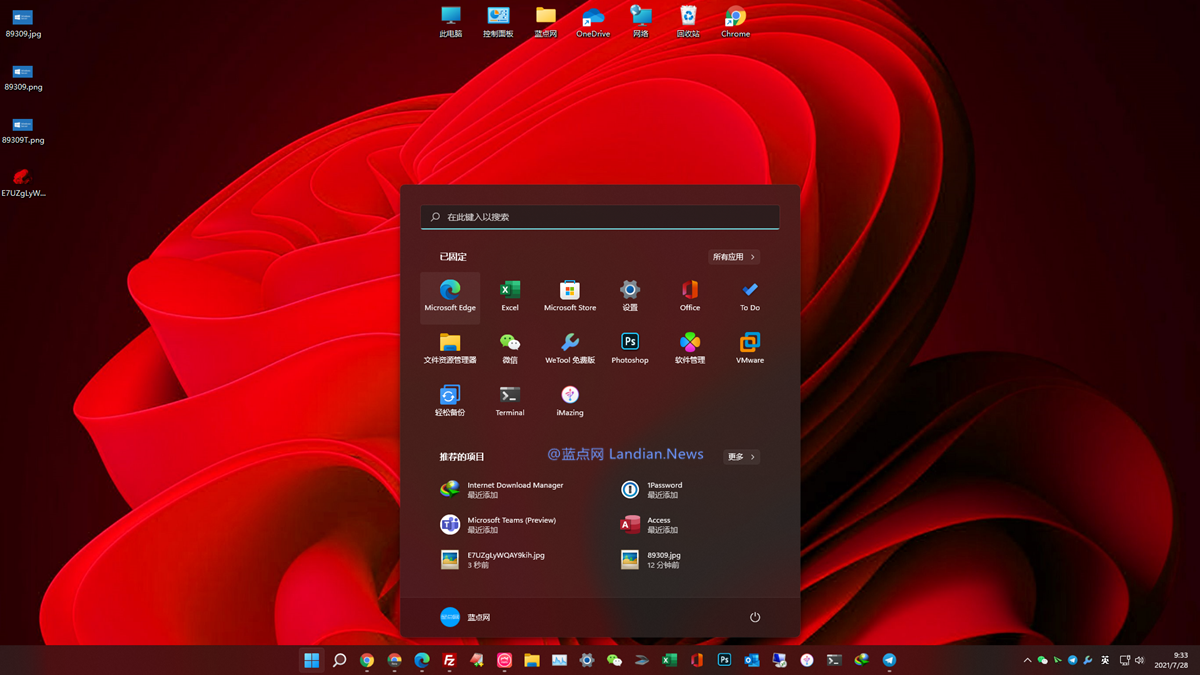 89309.jpg
89309.png
89309T.png
E7UZgLyW...
此电脑
控制面板
蓝点网
OneDrive
网络
回收站
Chrome
在此键入以搜索
已固定
所有应用
Microsoft Edge
Excel
Microsoft Store
设置
Office
To Do
文件资源管理器
微信
WeTool 免费版
Photoshop
软件管理
VMware
轻松备份
Terminal
iMazing
推荐的项目
@蓝点网 Landian.News
更多
Internet Download Manager
最近添加
1Password
最近添加
Microsoft Teams (Preview)
最近添加
Access
最近添加
E7UZgLyWQAY9kih.jpg
3 秒前
89309.jpg
12 分钟前
蓝点网
英
9:33
2021/7/28